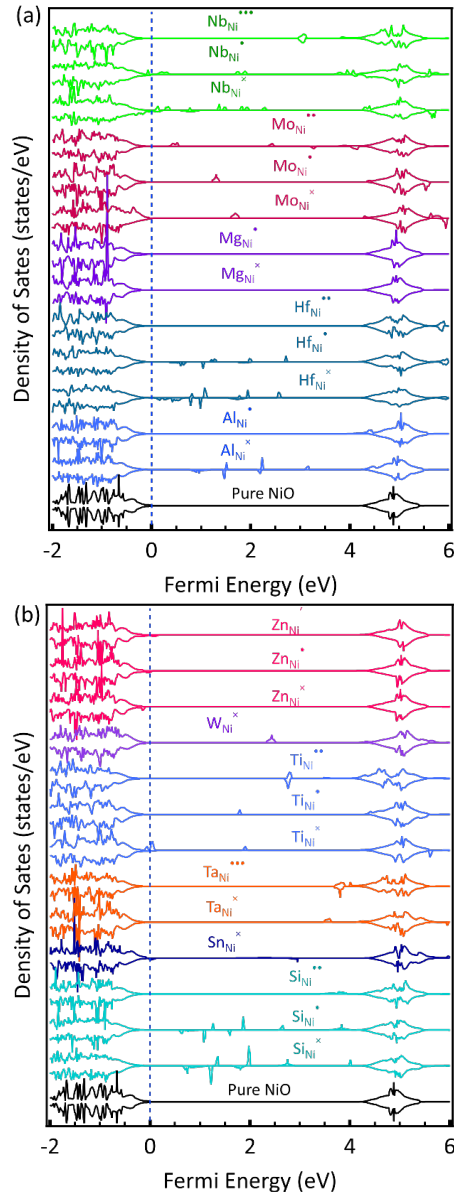 (a)
Nb_Ni^•••
Nb_Ni^•
Nb_Ni^×
Mo_Ni^••
Mo_Ni^•
Mo_Ni^×
Mg_Ni^•
Mg_Ni^×
Hf_Ni^••
Hf_Ni^•
Hf_Ni^×
Al_Ni^•
Al_Ni^×
Pure NiO
Density of Sates (states/eV)
-2 0 2 4 6
Fermi Energy (eV)
(b)
Zn_Ni^′
Zn_Ni^•
Zn_Ni^×
W_Ni^×
Ti_Ni^••
Ti_Ni^•
Ti_Ni^×
Ta_Ni^•••
Ta_Ni^×
Sn_Ni^×
Si_Ni^••
Si_Ni^•
Si_Ni^×
Pure NiO
Density of Sates (states/eV)
-2 0 2 4 6
Fermi Energy (eV)